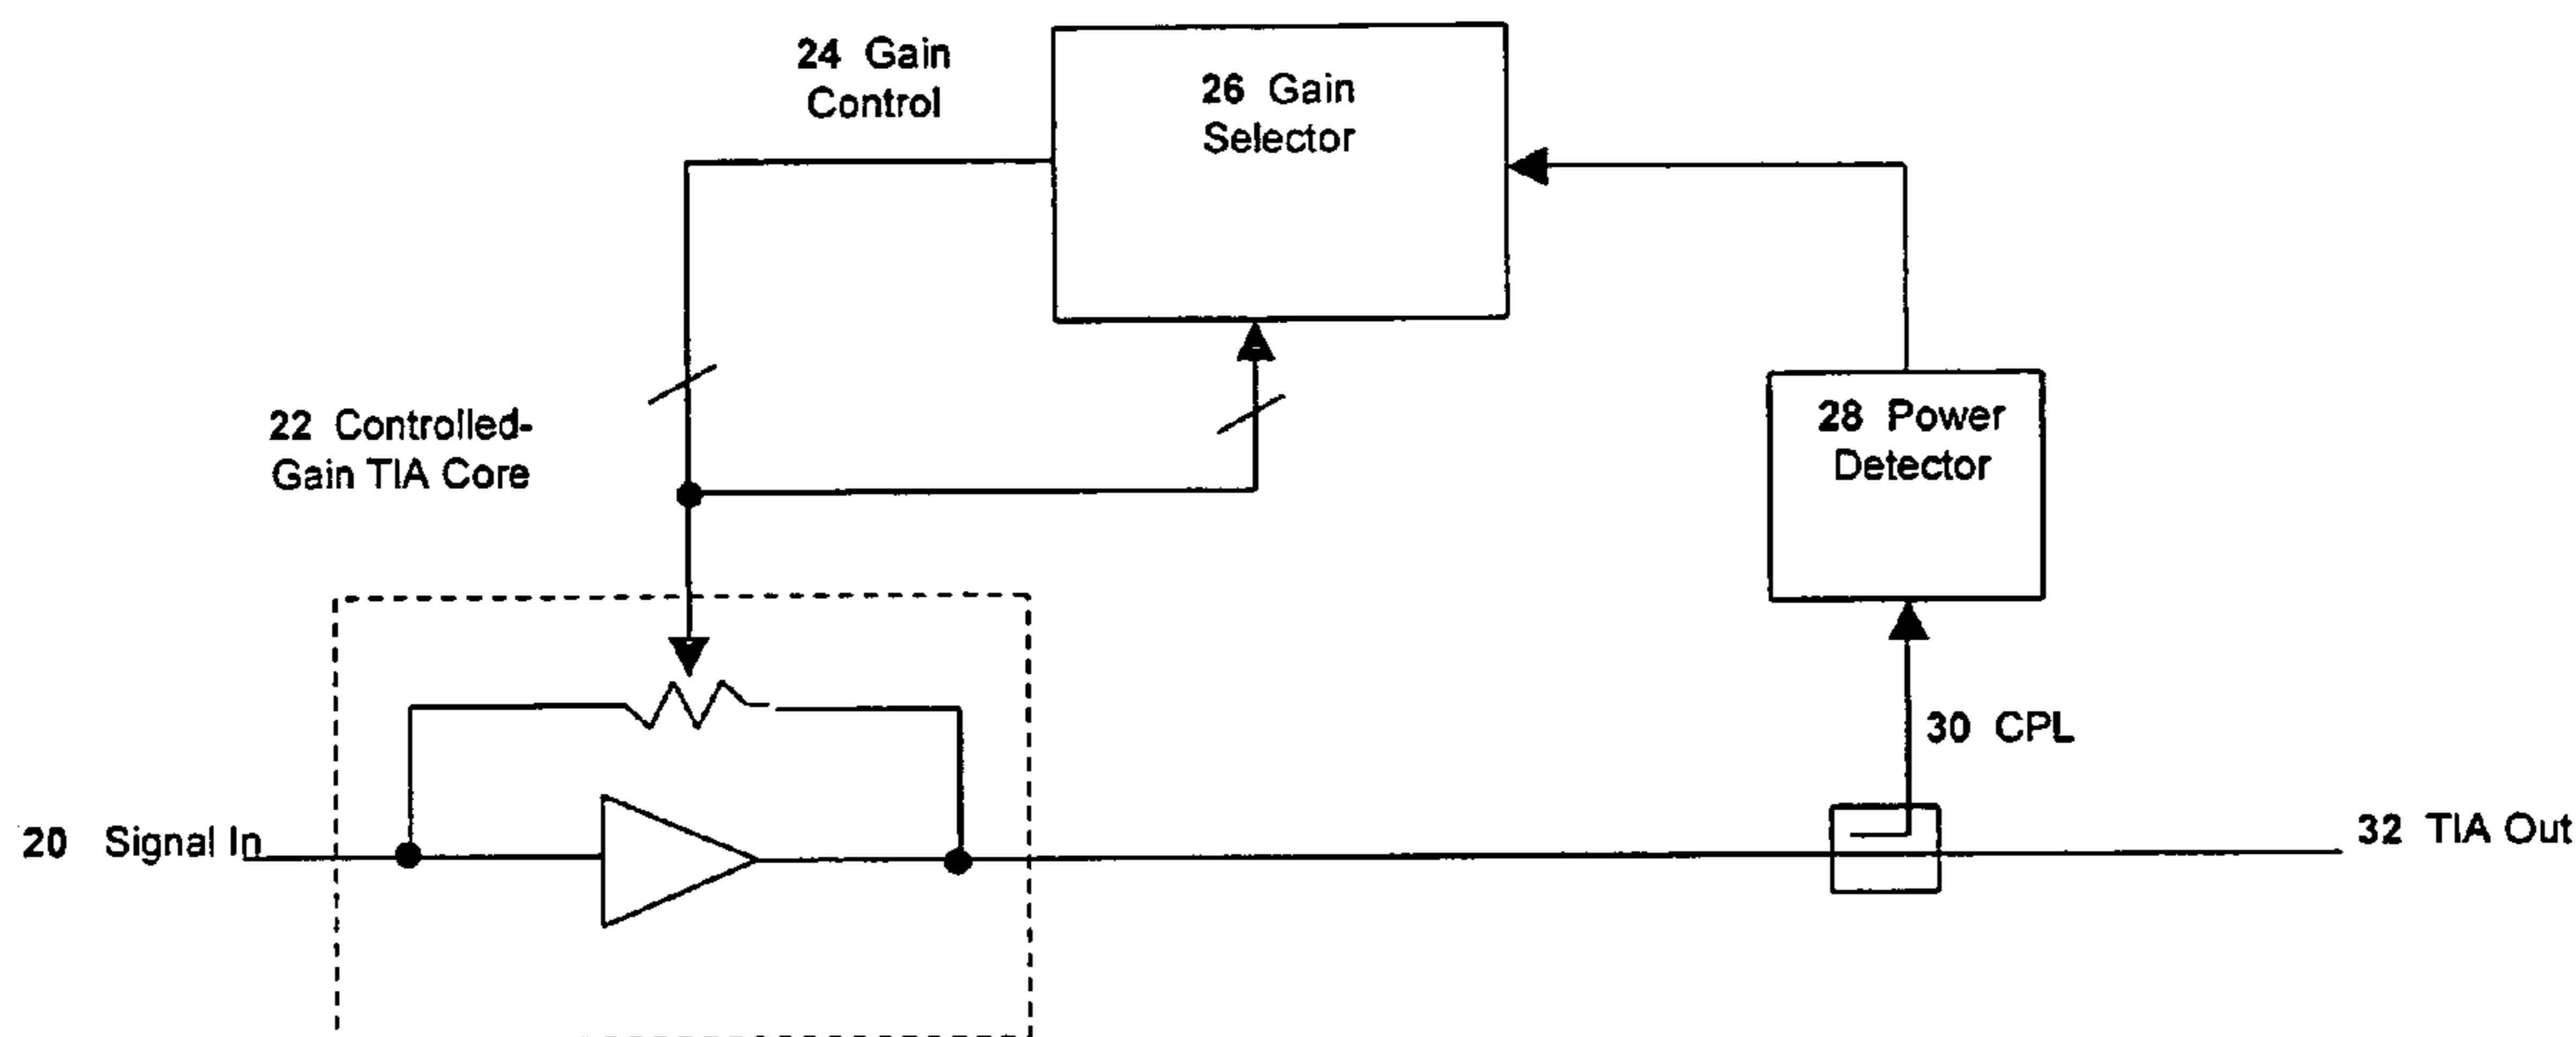 24 Gain
Control
26 Gain
Selector
22 Controlled-
Gain TIA Core
28 Power
Detector
30 CPL
20 Signal In
32 TIA Out